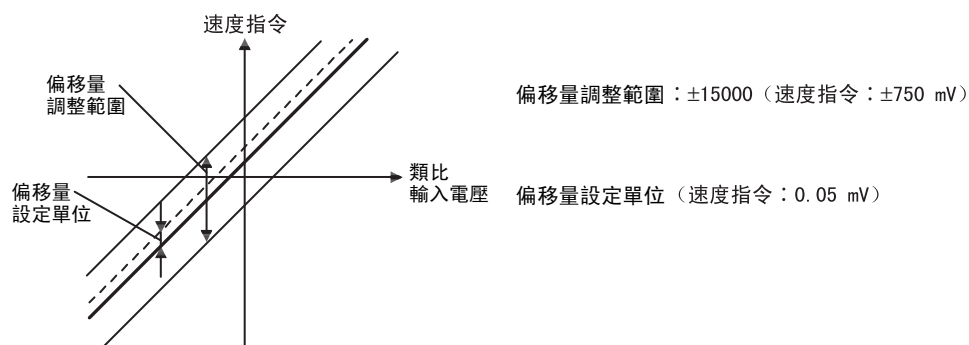 速度指令
偏移量
調整範圍
偏移量調整範圍：±15000（速度指令：±750 mV）
類比
輸入電壓
偏移量
設定單位
偏移量設定單位（速度指令：0.05 mV）